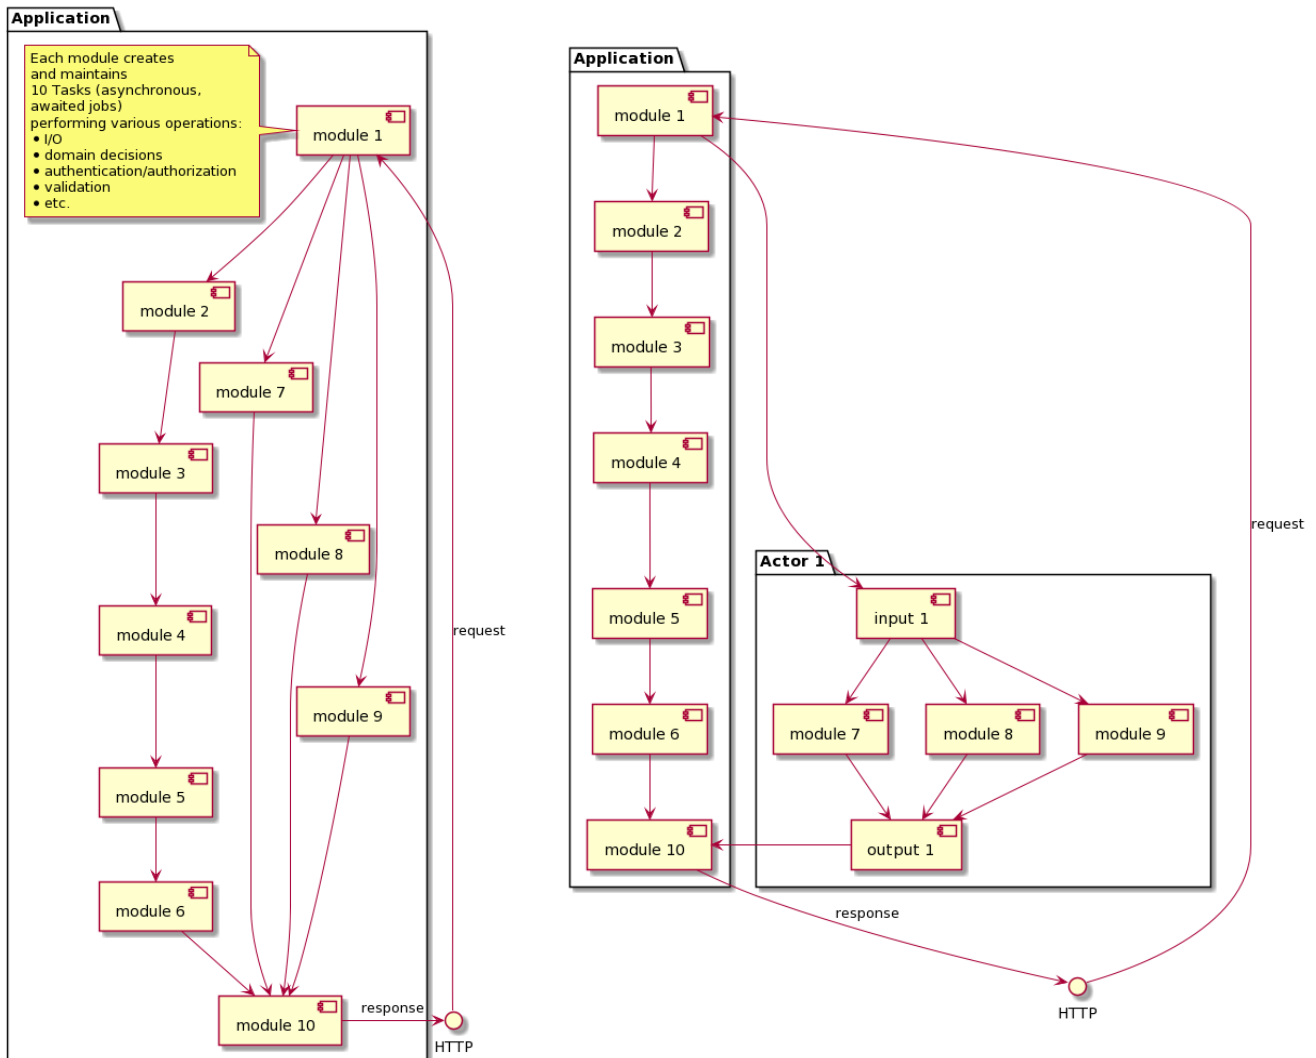 Application
Each module creates
and maintains
10 Tasks (asynchronous,
awaited jobs)
performing various operations:
• I/O
• domain decisions
• authentication/authorization
• validation
• etc.
module 1
module 2
module 7
module 3
module 8
module 4
module 9
module 5
module 6
module 10
request
response
HTTP
Application
module 1
module 2
module 3
module 4
module 5
module 6
module 10
Actor 1
input 1
module 7
module 8
module 9
output 1
request
response
HTTP